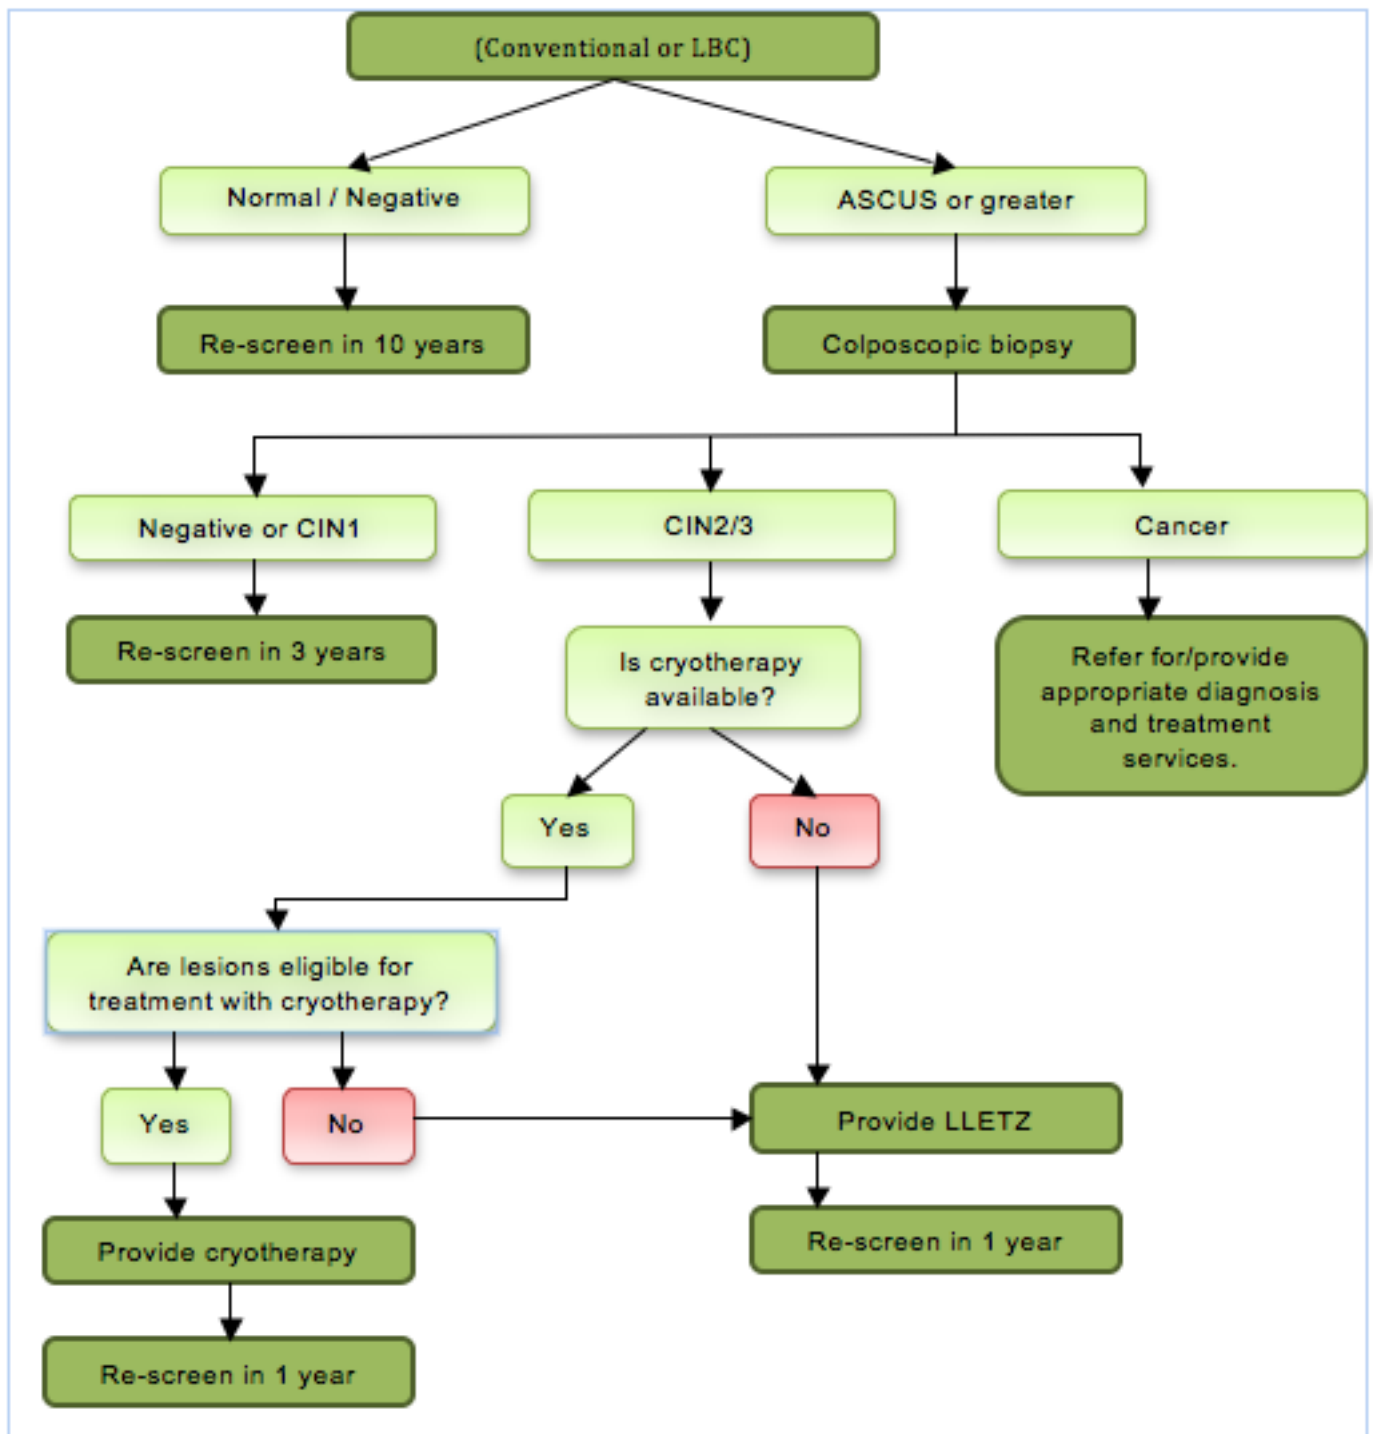 (Conventional or LBC)
Normal / Negative
ASCUS or greater
Re-screen in 10 years
Colposcopic biopsy
Negative or CIN1
CIN2/3
Cancer
Re-screen in 3 years
Is cryotherapy
available?
Refer for/provide
appropriate diagnosis
and treatment
services.
Yes
No
Are lesions eligible for
treatment with cryotherapy?
Yes
No
Provide LLETZ
Provide cryotherapy
Re-screen in 1 year
Re-screen in 1 year